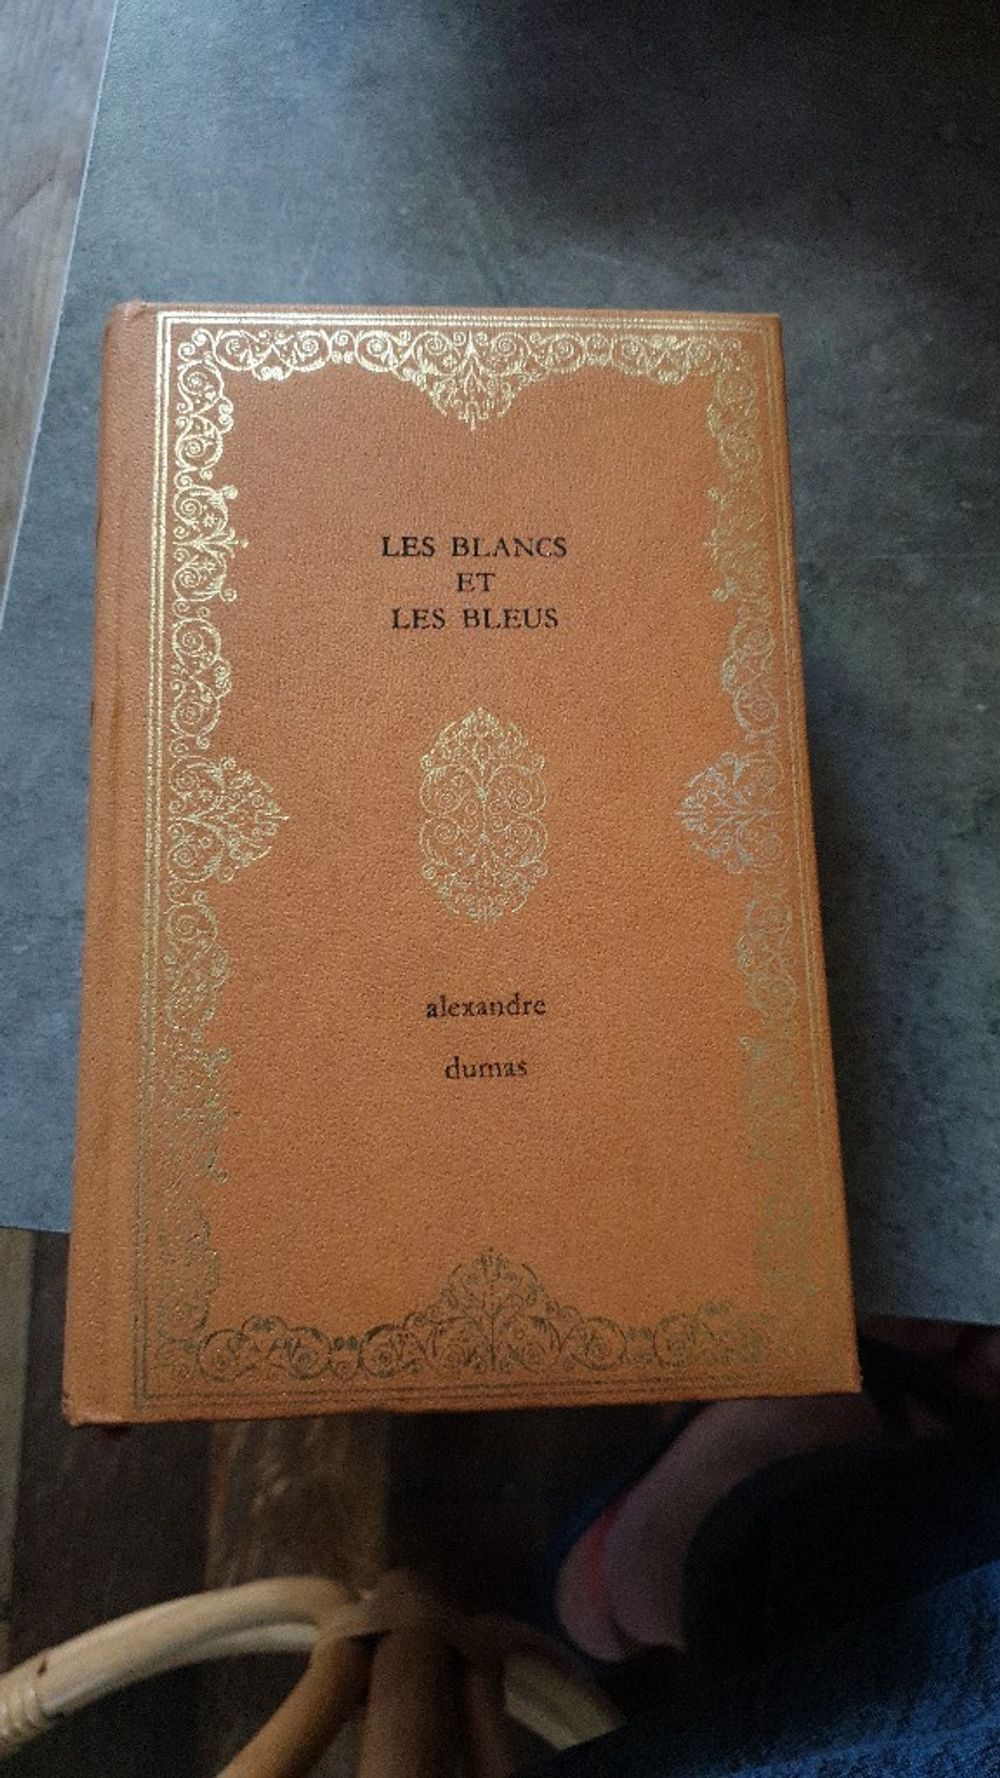 LES BLANCS
ET
LES BLEUS
alexandre
dumas